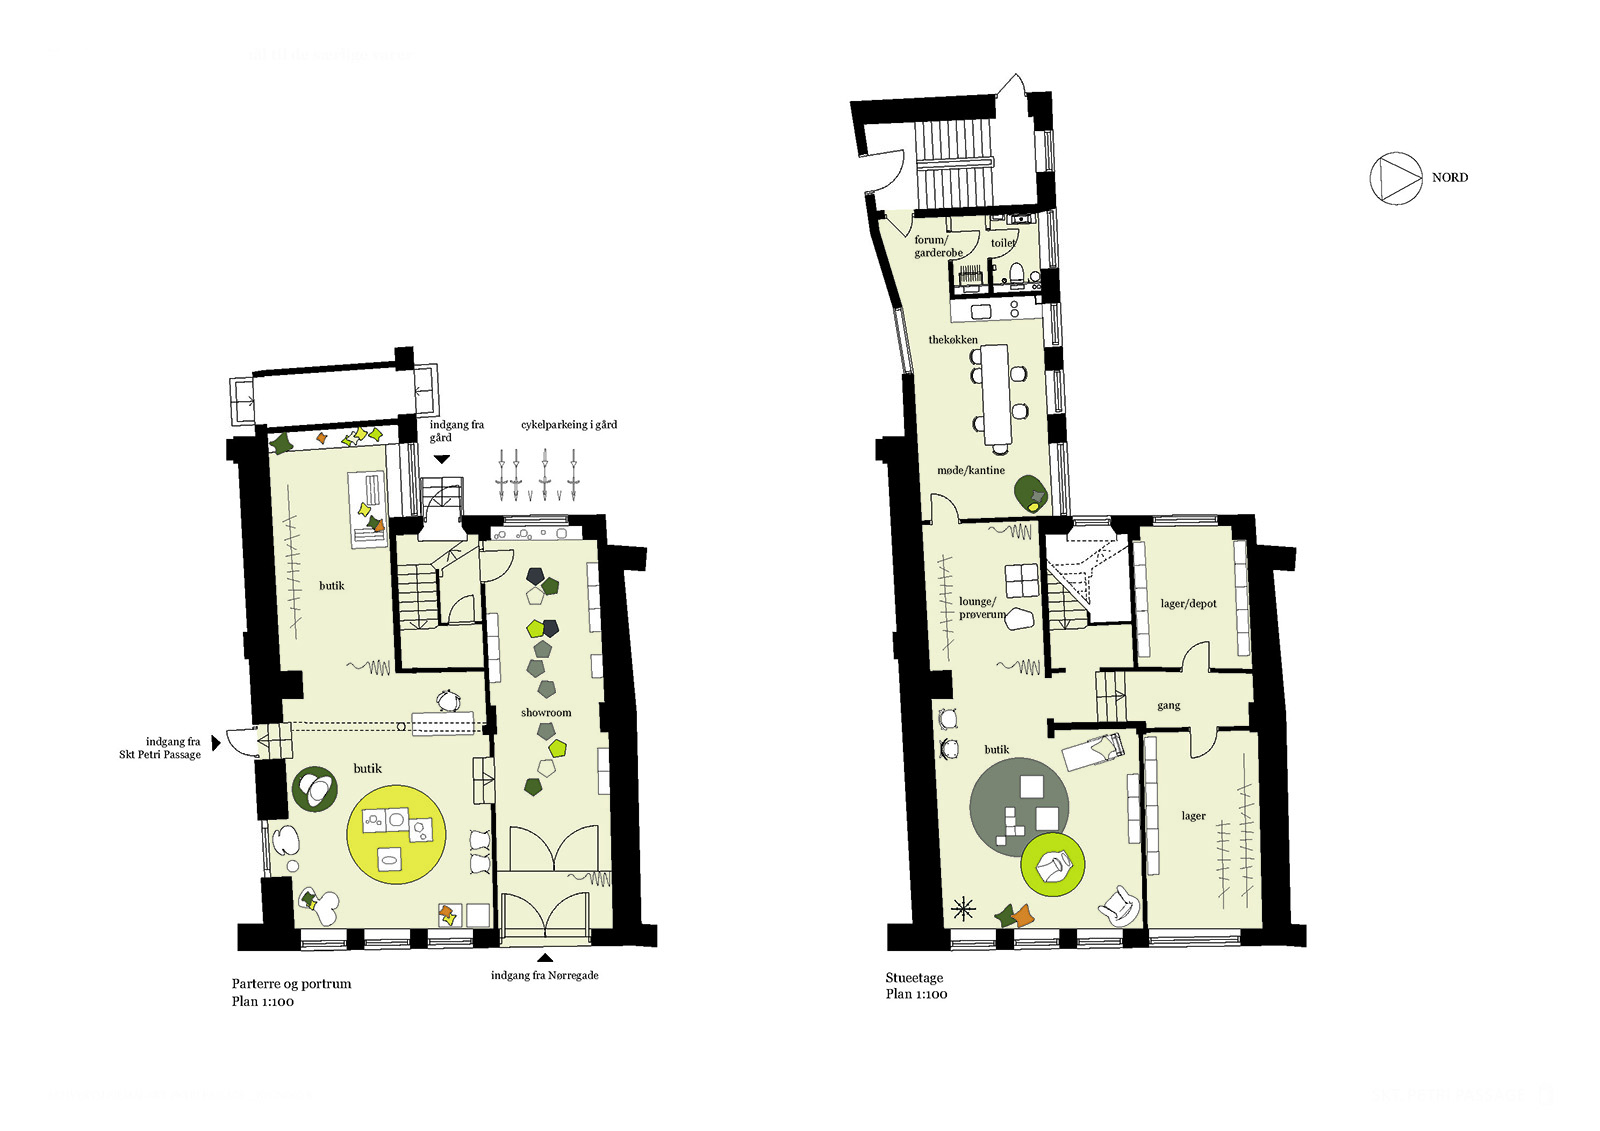 NORD
forum/
garderobe
toilet
thekøkken
møde/kantine
lounge/
prøverum
lager/depot
gang
butik
lager
Stueetage
Plan 1:100
indgang fra
gård
cykelparkeing i gård
butik
showroom
indgang fra
Skt Petri Passage
butik
indgang fra Nørregade
Parterre og portrum
Plan 1:100